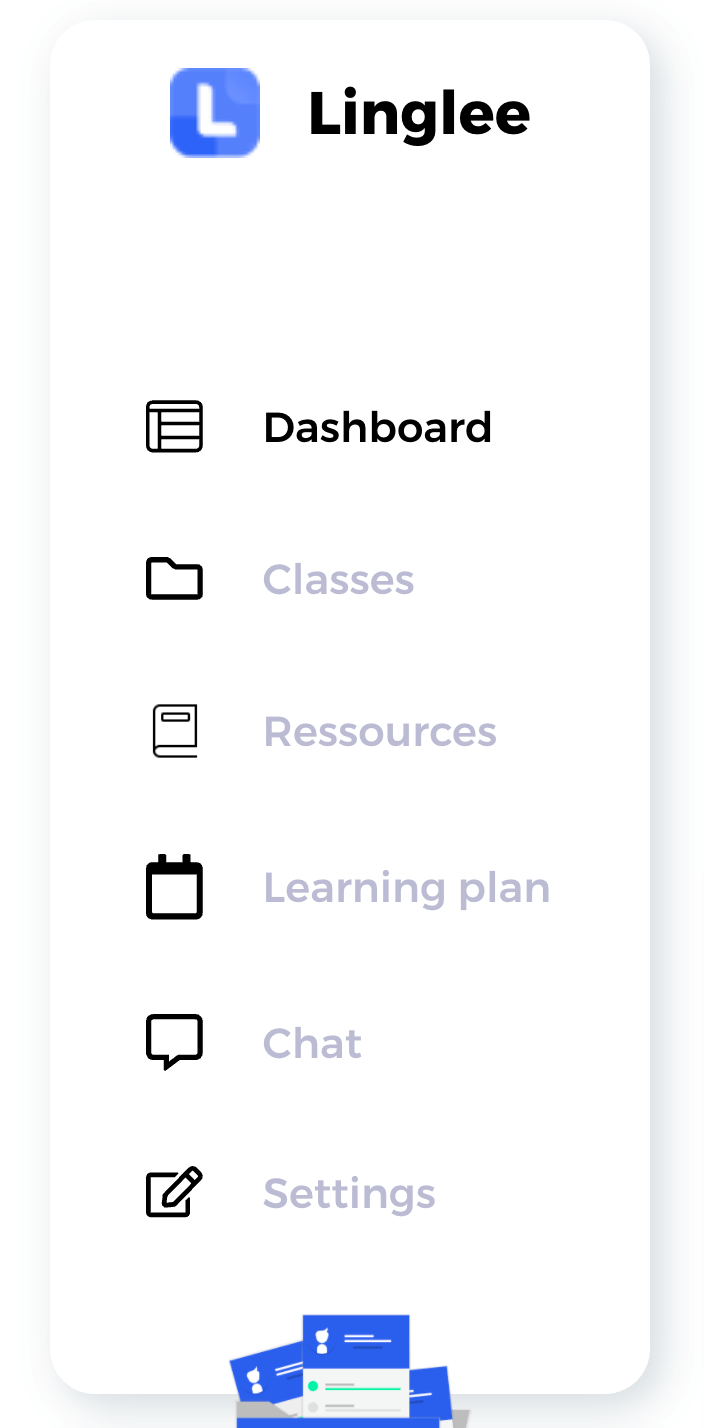 Linglee
Dashboard
Classes
Ressources
Learning plan
Chat
Settings